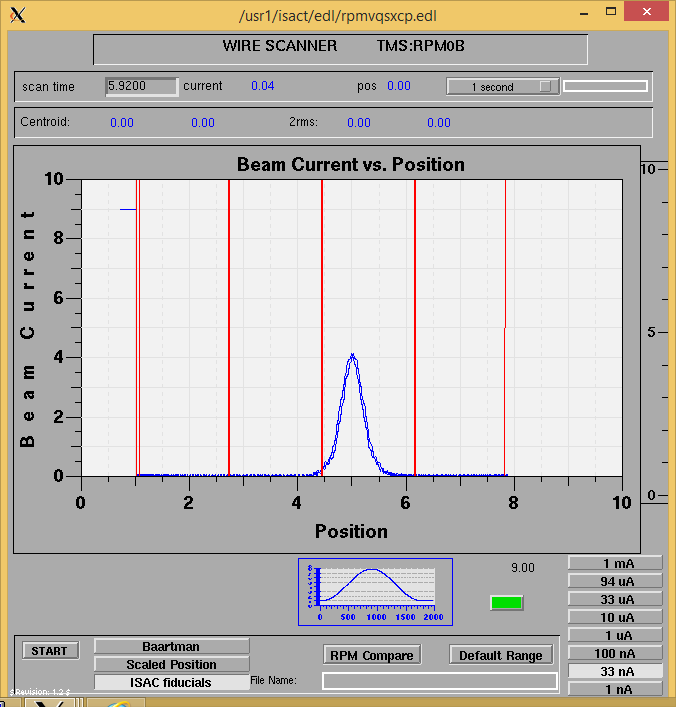 /usr1/isact/edl/rpmvqsxcp.edl
WIRE SCANNER TMS:RPM0B
scan time 5.9200 current 0.04 pos 0.00 1 second
Centroid: 0.00 0.00 2rms: 0.00 0.00
Beam Current vs. Position
10
8
6
4
2
0
Beam Current
0 2 4 6 8 10
Position
10
5
0
9.00
0 500 1000 1500 2000
1 mA
94 uA
33 uA
10 uA
1 uA
100 nA
33 nA
1 nA
START
Baartman
Scaled Position
ISAC fiducials
RPM Compare
Default Range
File Name:
$Revision: 1.2 $